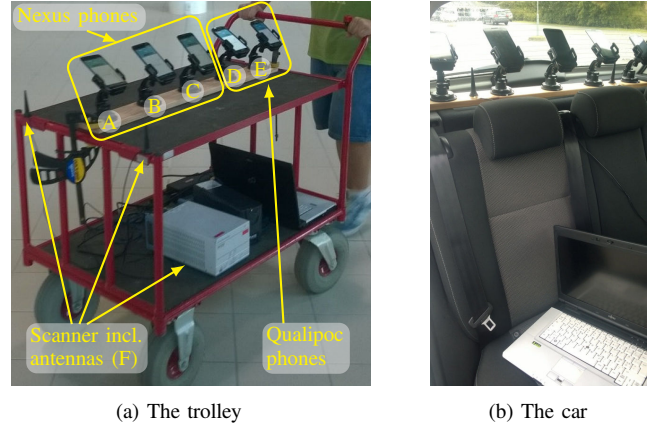 Nexus phones
A
B
C
D
E
Scanner incl.
antennas (F)
Qualipoc
phones
(a) The trolley
(b) The car